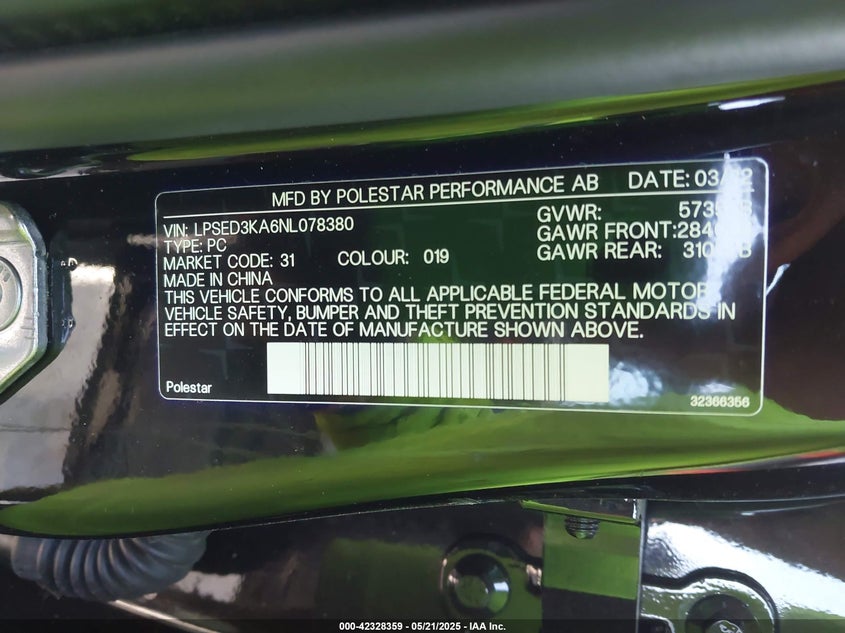 MFD BY POLESTAR PERFORMANCE AB DATE:
VIN: LPSED3KA6NL078380 GVWR:
TYPE: PC GAWR FRONT:
MARKET CODE: 31 COLOUR: 019 GAWR REAR:
MADE IN CHINA
THIS VEHICLE CONFORMS TO ALL APPLICABLE FEDERAL MOTOR
VEHICLE SAFETY, BUMPER AND THEFT PREVENTION STANDARDS IN
EFFECT ON THE DATE OF MANUFACTURE SHOWN ABOVE.
Polestar
32366356
000-42328359 — 05/21/2025 — IAA Inc.